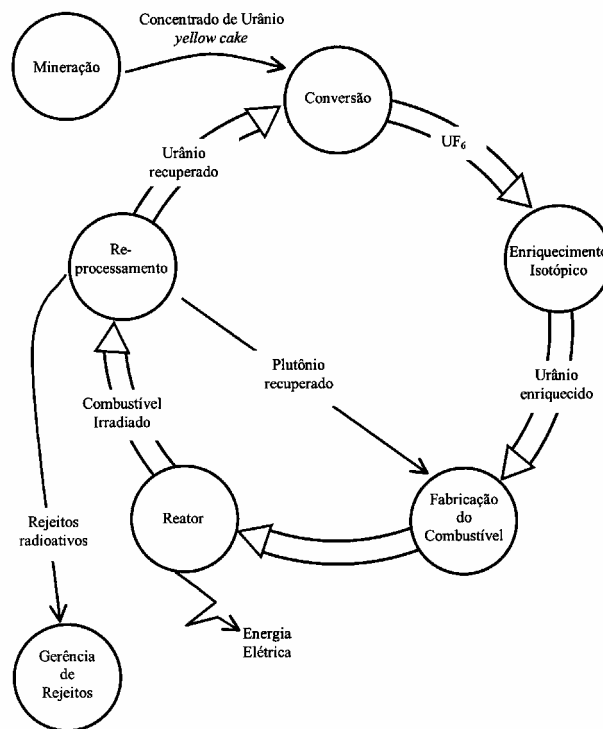 Concentrado de Urânio
yellow cake
Mineração
Conversão
UF₆
Urânio
recuperado
Re-
processamento
Enriquecimento
Isotópico
Plutônio
recuperado
Urânio
enriquecido
Combustível
Irradiado
Reator
Fabricação
do
Combustível
Rejeitos
radioativos
Energia
Elétrica
Gerência
de
Rejeitos